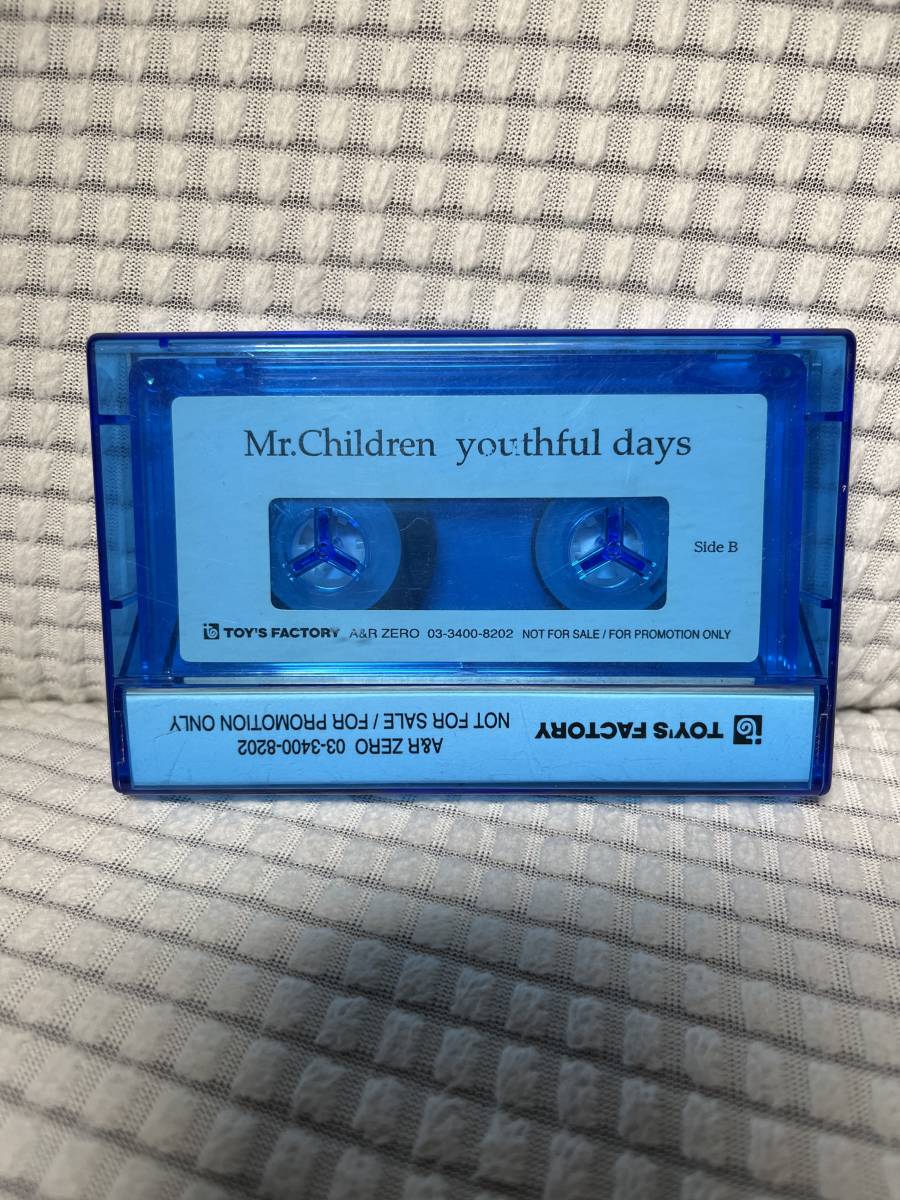 Mr.Children youthful days
Side B
TOY'S FACTORY A&R ZERO 03-3400-8202 NOT FOR SALE / FOR PROMOTION ONLY
TOY'S FACTORY
A&R ZERO 03-3400-8202
NOT FOR SALE / FOR PROMOTION ONLY